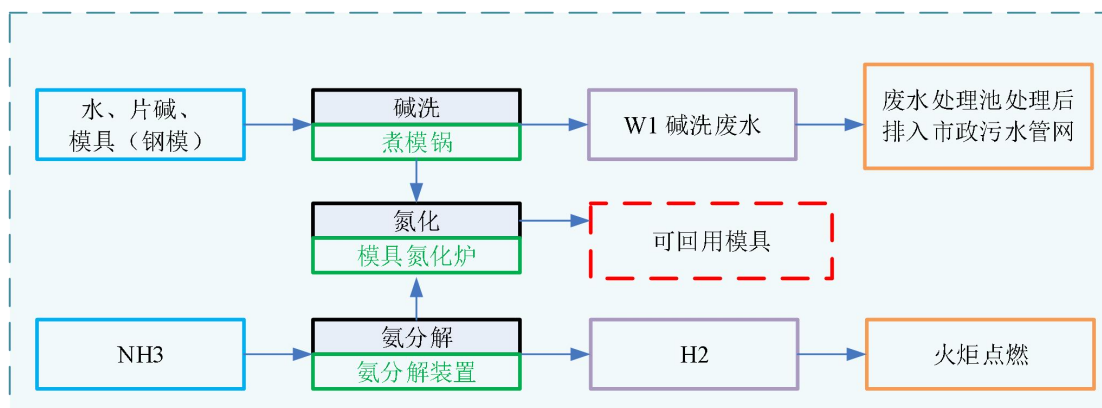 水、片碱、
模具（钢模）
碱洗
煮模锅
W1 碱洗废水
废水处理池处理后
排入市政污水管网
氮化
模具氮化炉
可回用模具
NH3
氨分解
氨分解装置
H2
火炬点燃